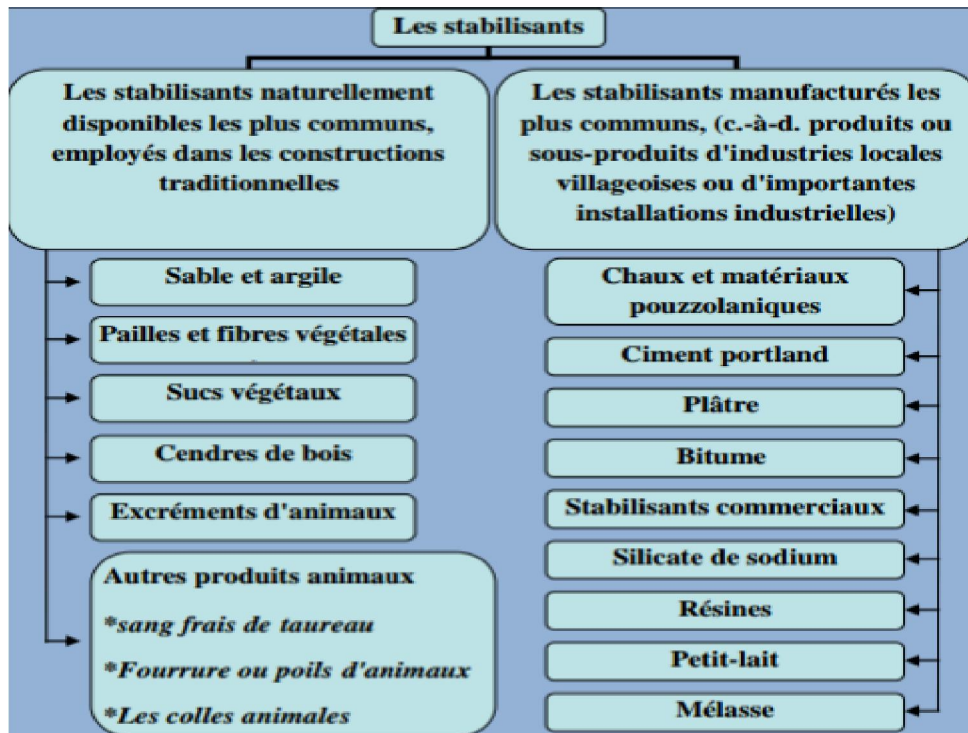 Les stabilisants
Les stabilisants naturellement
disponibles les plus communs,
employés dans les constructions
traditionnelles
Sable et argile
Pailles et fibres végétales
Sucs végétaux
Cendres de bois
Excréments d'animaux
Autres produits animaux
*sang frais de taureau
*Fourrure ou poils d'animaux
*Les colles animales
Les stabilisants manufacturés les
plus communs, (c.-à-d. produits ou
sous-produits d'industries locales
villageoises ou d'importantes
installations industrielles)
Chaux et matériaux
pouzzolaniques
Ciment portland
Plâtre
Bitume
Stabilisants commerciaux
Silicate de sodium
Résines
Petit-lait
Mélasse